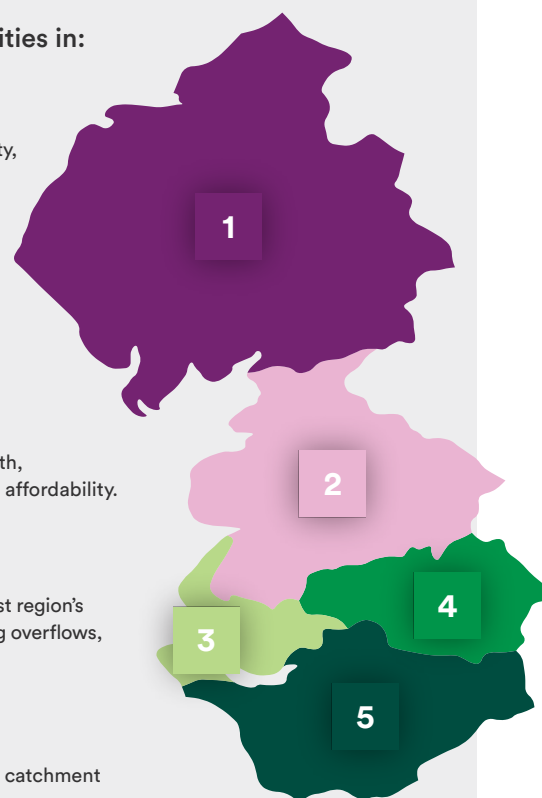 ities in:
ty,
1
th,
affordability.
2
st region's
g overflows,
3
4
5
catchment